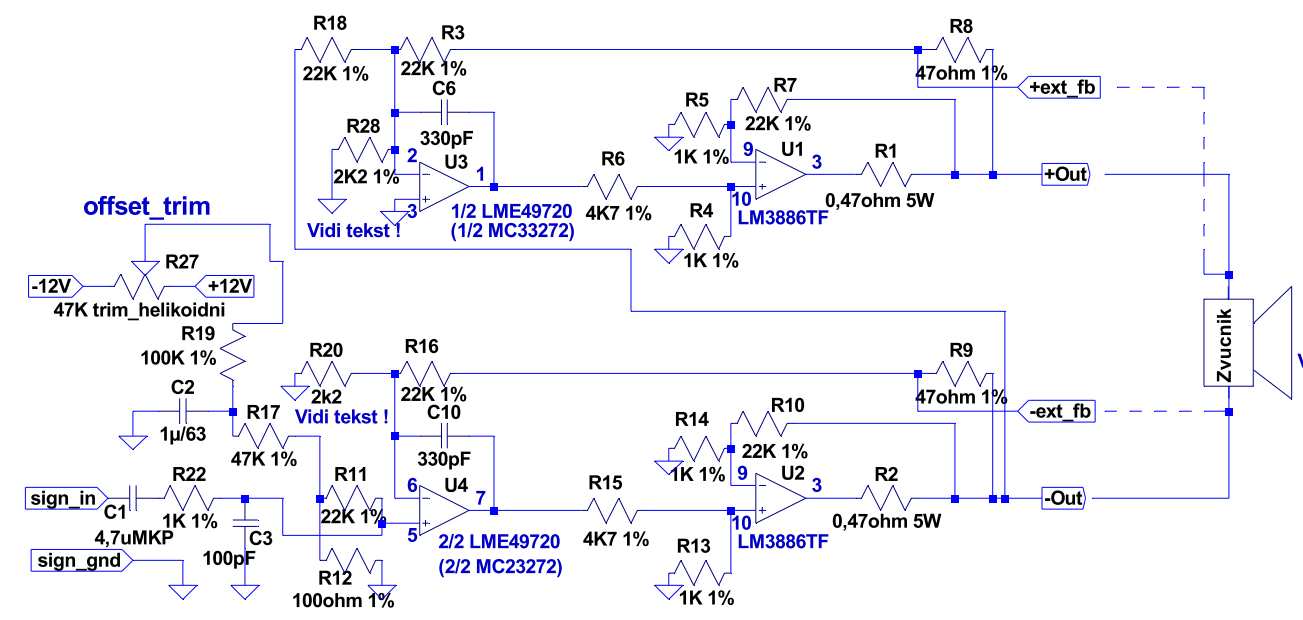 R18
22K 1%
R3
22K 1%
C6
330pF
R28
2K2 1%
2
3
U3
1
1/2 LME49720
(1/2 MC33272)
Vidi tekst !
R6
4K7 1%
R5
1K 1%
R7
22K 1%
R4
1K 1%
9
10
U1
3
LM3886TF
R1
0,47ohm 5W
R8
47ohm 1%
+ext_fb
+Out
offset_trim
-12V
R27
+12V
47K trim_helikoidni
R19
100K 1%
C2
1µ/63
R17
47K 1%
sign_in
C1
4,7uMKP
R22
1K 1%
C3
100pF
sign_gnd
R11
22K 1%
R12
100ohm 1%
R20
2k2
Vidi tekst !
R16
22K 1%
C10
330pF
6
5
U4
7
2/2 LME49720
(2/2 MC23272)
R15
4K7 1%
R14
1K 1%
R10
22K 1%
R13
1K 1%
9
10
U2
3
LM3886TF
R2
0,47ohm 5W
R9
47ohm 1%
-ext_fb
-Out
Zvucnik